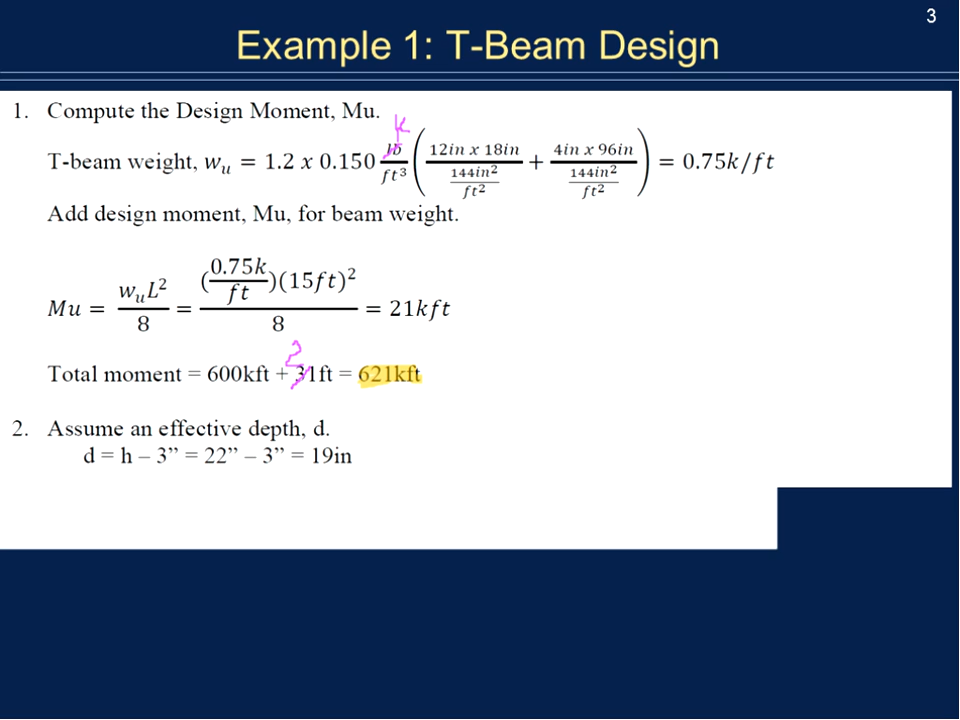 3
Example 1: T-Beam Design
1. Compute the Design Moment, Mu.
k
T-beam weight, w_u = 1.2 x 0.150 lb/ft³ ( (12in x 18in)/(144in²/ft²) + (4in x 96in)/(144in²/ft²) ) = 0.75k/ft
Add design moment, Mu, for beam weight.
Mu = w_uL²/8 = (0.75k/ft)(15ft)²/8 = 21kft
2
Total moment = 600kft + 31ft = 621kft
2. Assume an effective depth, d.
d = h – 3” = 22” – 3” = 19in